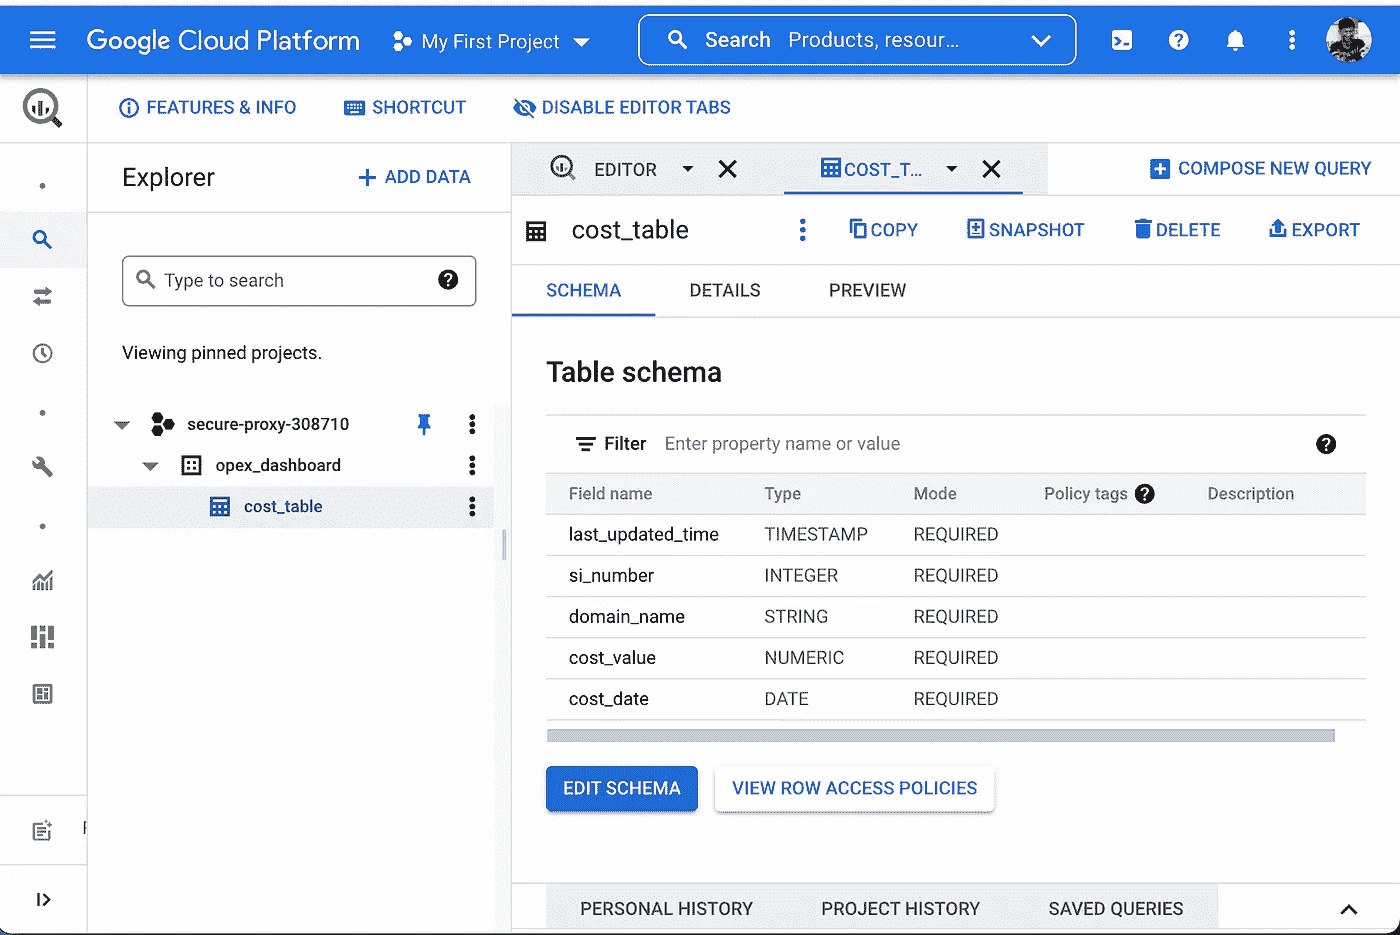 Google Cloud Platform My First Project Search Products, resour...
FEATURES & INFO SHORTCUT DISABLE EDITOR TABS
Explorer + ADD DATA
Type to search
Viewing pinned projects.
secure-proxy-308710
opex_dashboard
cost_table
EDITOR COST_T... COMPOSE NEW QUERY
cost_table COPY SNAPSHOT DELETE EXPORT
SCHEMA DETAILS PREVIEW
Table schema
Filter Enter property name or value
Field name Type Mode Policy tags Description
last_updated_time TIMESTAMP REQUIRED
si_number INTEGER REQUIRED
domain_name STRING REQUIRED
cost_value NUMERIC REQUIRED
cost_date DATE REQUIRED
EDIT SCHEMA VIEW ROW ACCESS POLICIES
PERSONAL HISTORY PROJECT HISTORY SAVED QUERIES